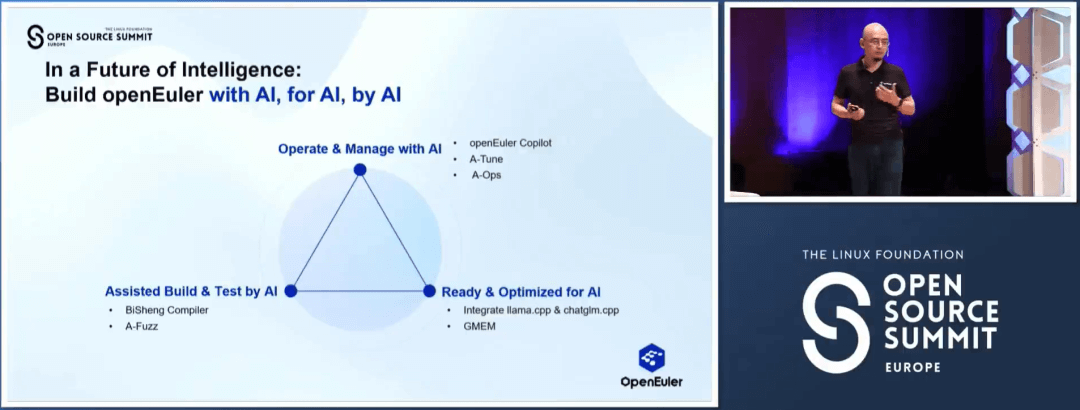 THE LINUX FOUNDATION
OPEN SOURCE SUMMIT
EUROPE
In a Future of Intelligence:
Build openEuler with AI, for AI, by AI
Operate & Manage with AI
• openEuler Copilot
• A-Tune
• A-Ops
Assisted Build & Test by AI
• BiSheng Compiler
• A-Fuzz
Ready & Optimized for AI
• Integrate llama.cpp & chatglm.cpp
• GMEM
OpenEuler
THE LINUX FOUNDATION
OPEN
SOURCE
SUMMIT
EUROPE